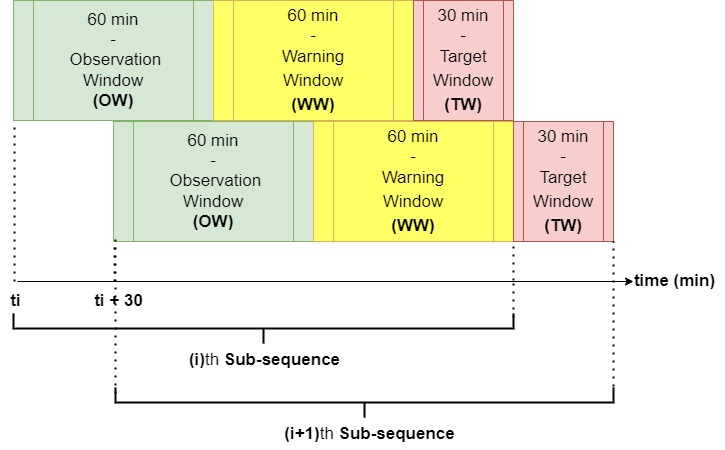 60 min
-
Observation
Window
(OW)
60 min
-
Warning
Window
(WW)
30 min
-
Target
Window
(TW)
60 min
-
Observation
Window
(OW)
60 min
-
Warning
Window
(WW)
30 min
-
Target
Window
(TW)
time (min)
ti
ti + 30
(i)th Sub-sequence
(i+1)th Sub-sequence